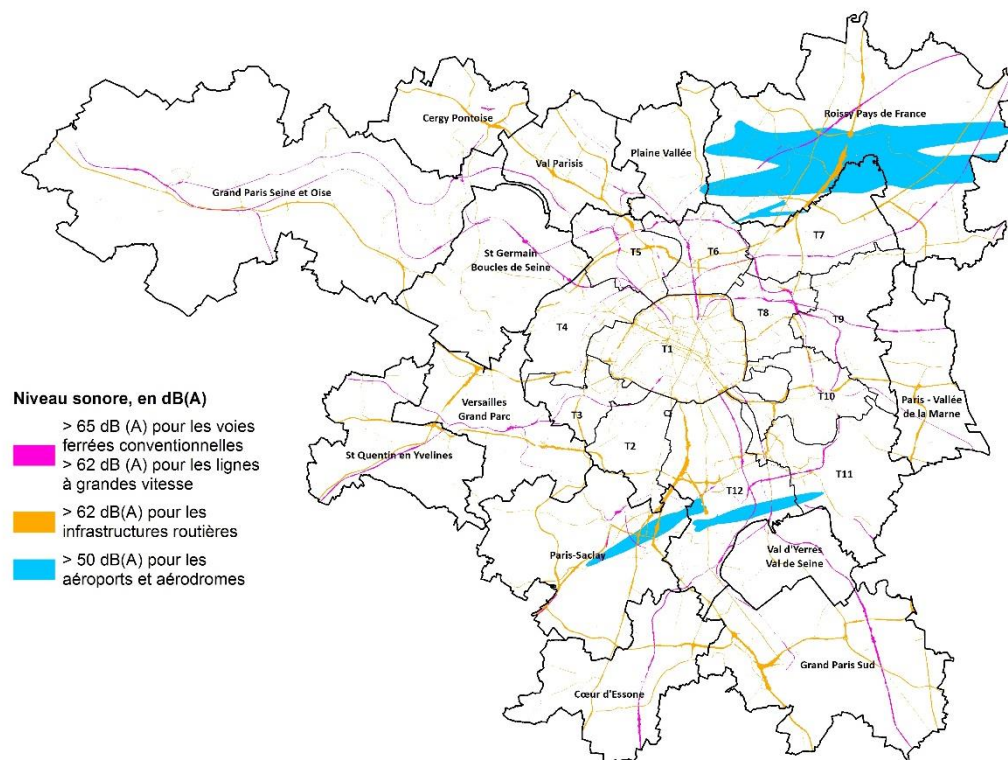 Cergy Pontoise
Roissy Pays de France
Val Parisis
Plaine Vallée
Grand Paris Seine et Oise
T7
St Germain
Boucles de Seine
T5
T6
T4
T8
T9
T1
Niveau sonore, en dB(A)
> 65 dB (A) pour les voies
ferrées conventionnelles
> 62 dB (A) pour les lignes
à grandes vitesse
> 62 dB(A) pour les
infrastructures routières
> 50 dB(A) pour les
aéroports et aérodromes
Versailles
Grand Parc
T3
T10
Paris - Vallée
de la Marne
St Quentin en Yvelines
T2
T11
T12
Paris-Saclay
Val d'Yerres
Val de Seine
Grand Paris Sud
Cœur d'Essone